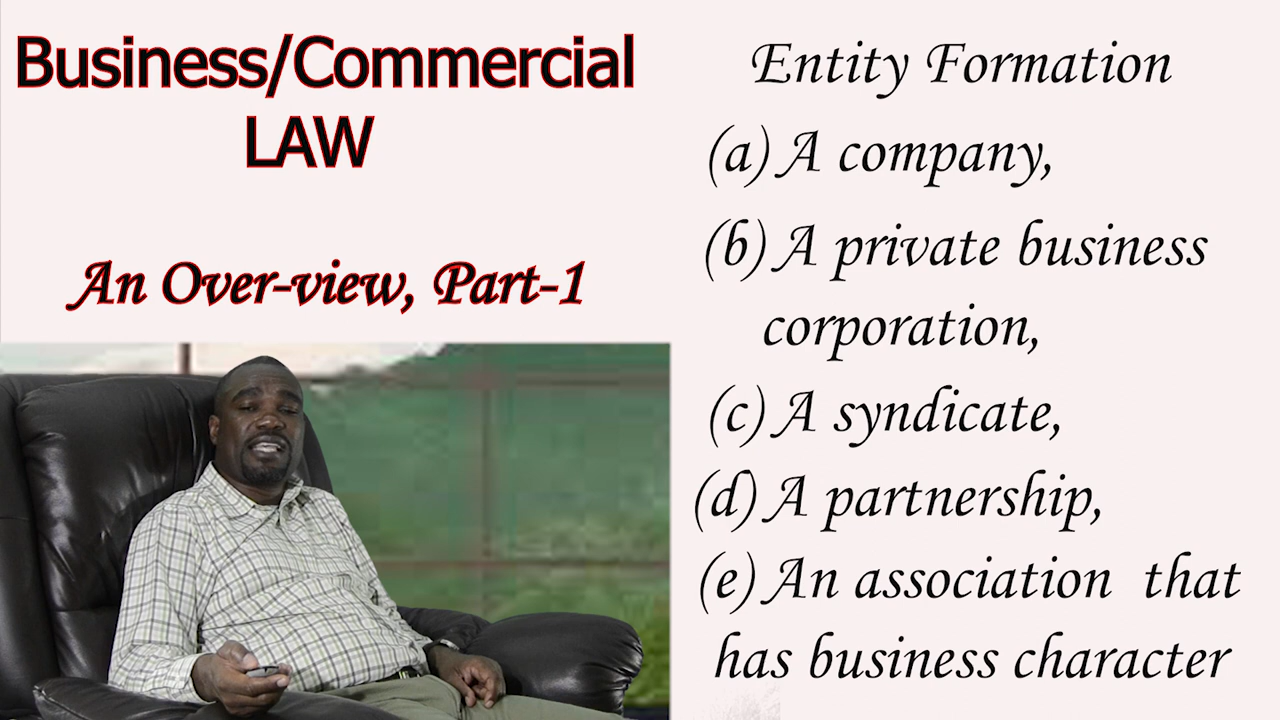 Business/Commercial
LAW
An Over-view, Part-1
Entity Formation
(a) A company,
(b) A private business
corporation,
(c) A syndicate,
(d) A partnership,
(e) An association that
has business character